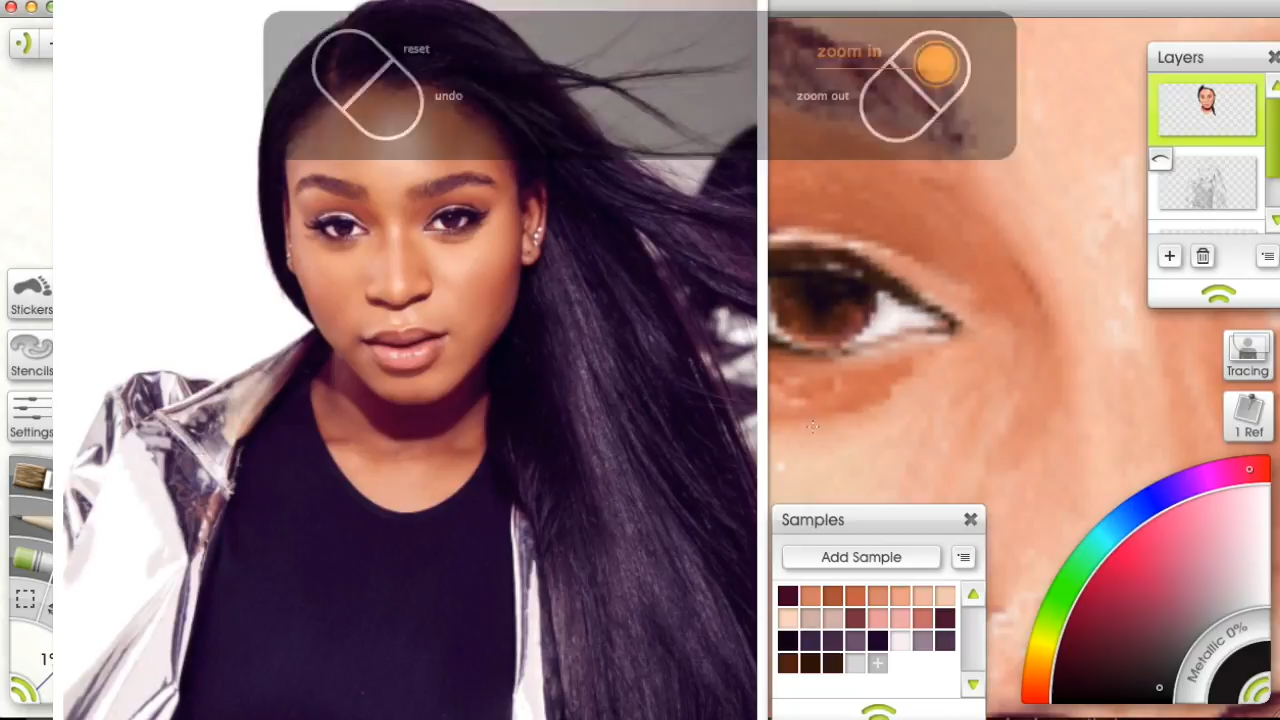 reset
undo
zoom in
zoom out
Layers
Stickers
Stencils
Settings
Tracing
1 Ref
Samples
Add Sample
Metallic 0%